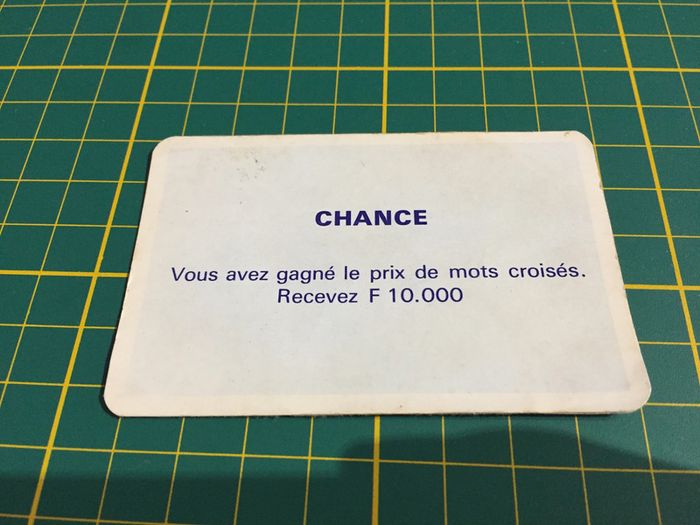 CHANCE
Vous avez gagné le prix de mots croisés.
Recevez F 10.000